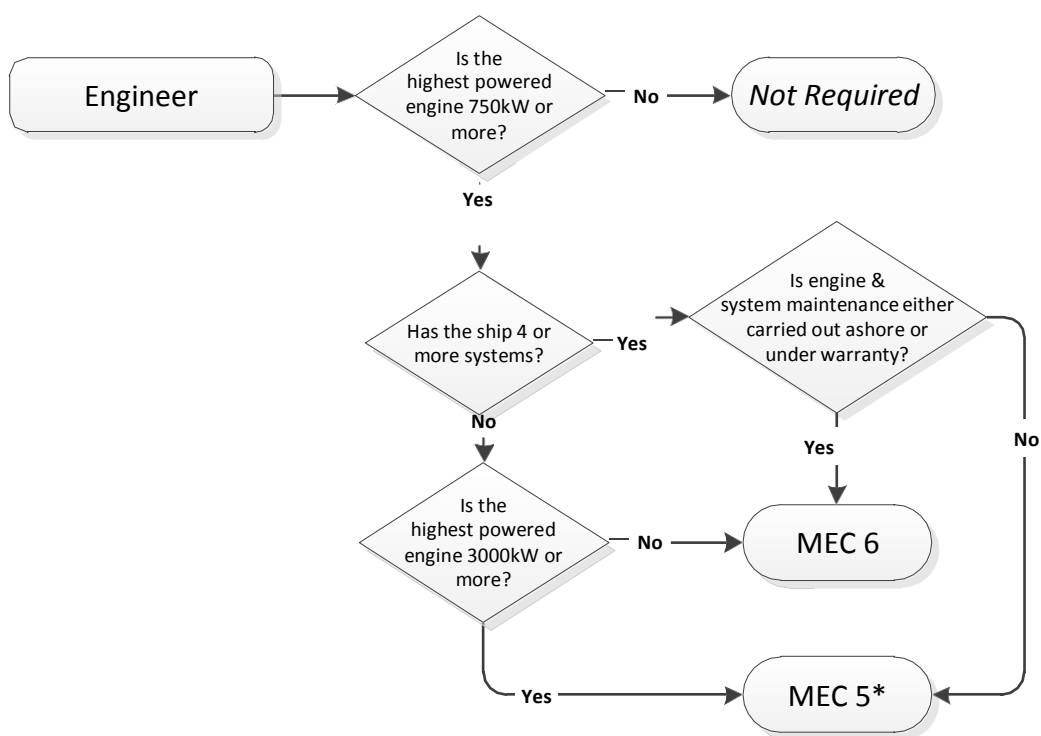 Engineer
Is the
highest powered
engine 750kW or
more?
No
Not Required
Yes
Has the ship 4 or
more systems?
Yes
Is engine &
system maintenance either
carried out ashore or
under warranty?
No
Yes
No
Is the
highest powered
engine 3000kW or
more?
No
MEC 6
Yes
MEC 5*